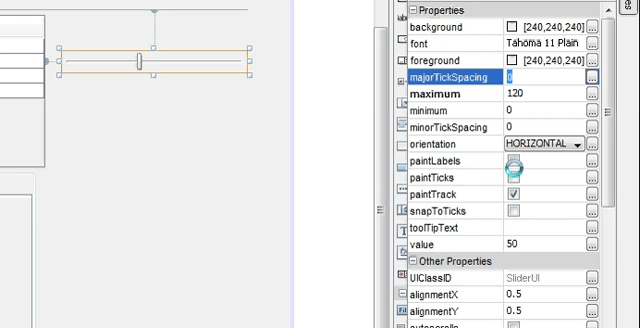 Properties
background [240,240,240]
font Tahoma 11 Plain
foreground [240,240,240]
majorTickSpacing 0
maximum 120
minimum 0
minorTickSpacing 0
orientation HORIZONTAL
paintLabels
paintTicks
paintTrack
snapToTicks
toolTipText
value 50
Other Properties
UIClassID SliderUI
alignmentX 0.5
alignmentY 0.5
autoscrolls